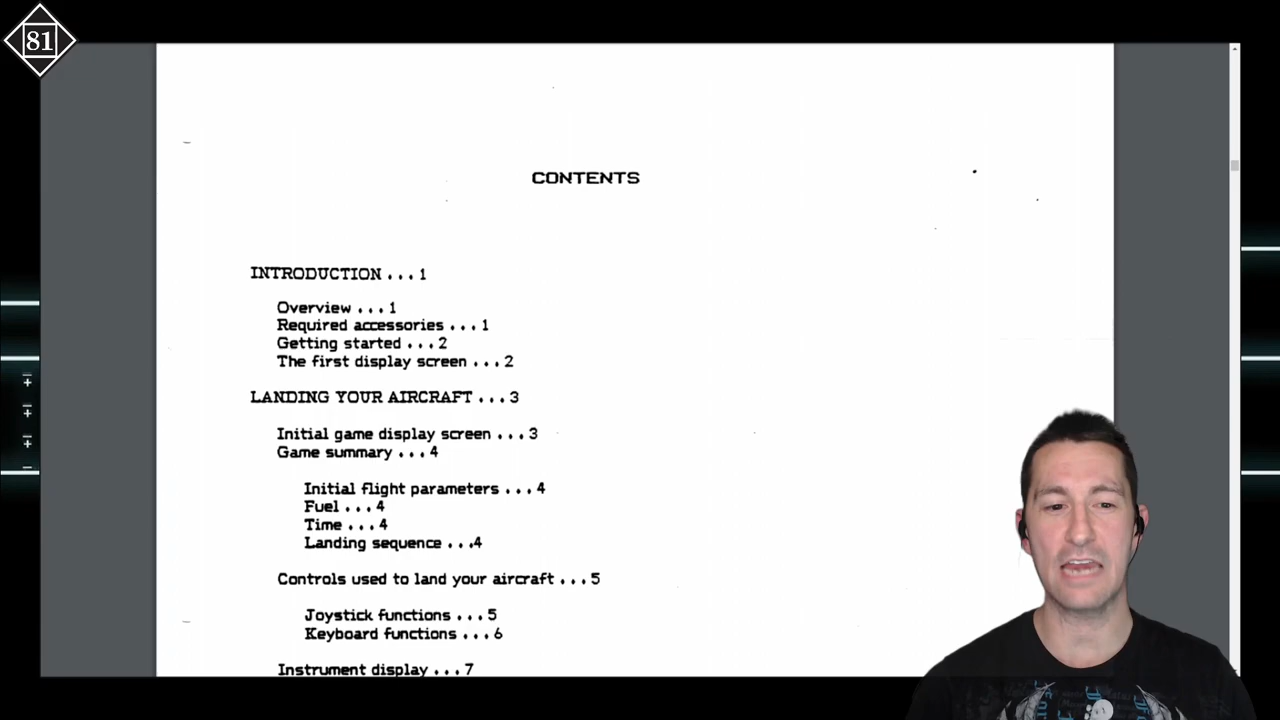 81
CONTENTS
INTRODUCTION . . . 1
Overview . . . 1
Required accessories . . . 1
Getting started . . . 2
The first display screen . . . 2
LANDING YOUR AIRCRAFT . . . 3
Initial game display screen . . . 3
Game summary . . . 4
Initial flight parameters . . . 4
Fuel . . . 4
Time . . . 4
Landing sequence . . .4
Controls used to land your aircraft . . . 5
Joystick functions . . . 5
Keyboard functions . . . 6
Instrument display . . . 7